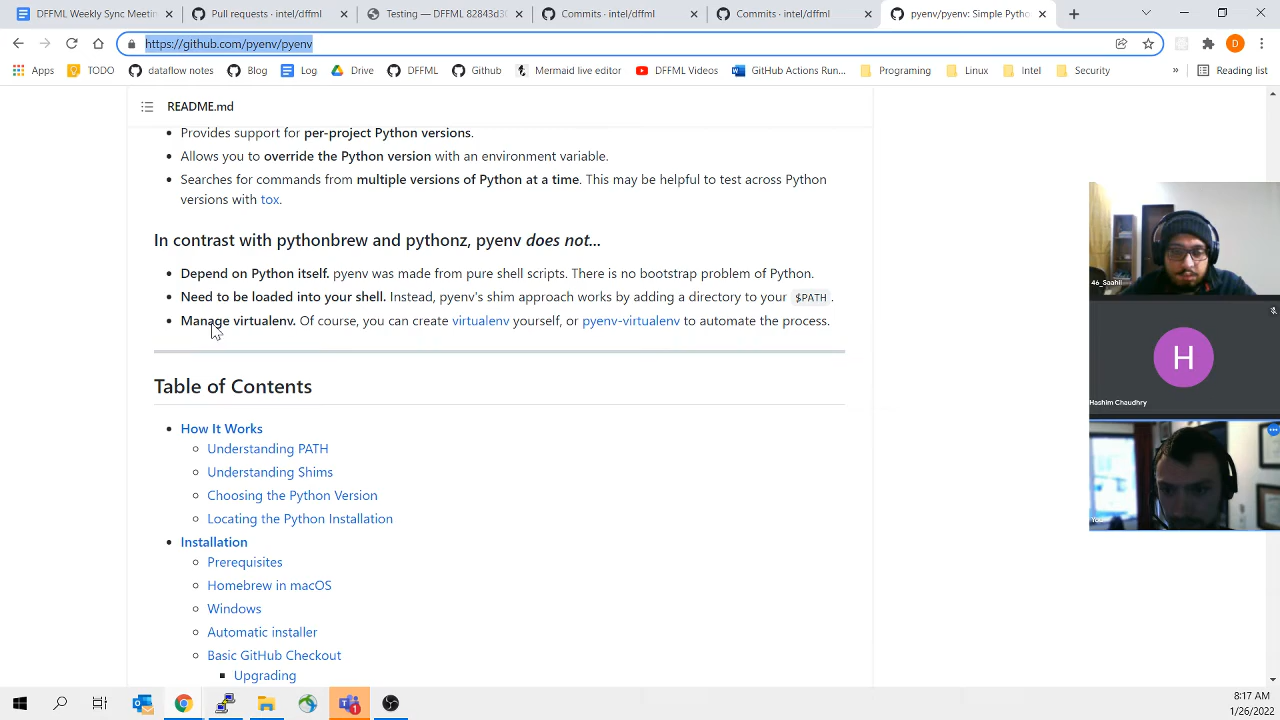 DFFML Weekly Sync Meetin
Pull requests · intel/dffml
Testing — DFFML 82843d3
Commits · intel/dffml
Commits · intel/dffml
pyenv/pyenv: Simple Pytho
https://github.com/pyenv/pyenv
D
Apps
TODO
dataflow notes
Blog
Log
Drive
DFFML
Github
Mermaid live editor
DFFML Videos
GitHub Actions Run...
Programing
Linux
Intel
Security
»
Reading list
README.md
• Provides support for per-project Python versions.
• Allows you to override the Python version with an environment variable.
• Searches for commands from multiple versions of Python at a time. This may be helpful to test across Python
versions with tox.
In contrast with pythonbrew and pythonz, pyenv does not...
• Depend on Python itself. pyenv was made from pure shell scripts. There is no bootstrap problem of Python.
• Need to be loaded into your shell. Instead, pyenv's shim approach works by adding a directory to your $PATH .
• Manage virtualenv. Of course, you can create virtualenv yourself, or pyenv-virtualenv to automate the process.
Table of Contents
• How It Works
Understanding PATH
Understanding Shims
Choosing the Python Version
Locating the Python Installation
• Installation
Prerequisites
Homebrew in macOS
Windows
Automatic installer
Basic GitHub Checkout
Upgrading
46_Saahil
H
Hashim Chaudhry
You
1
8:17 AM
1/26/2022